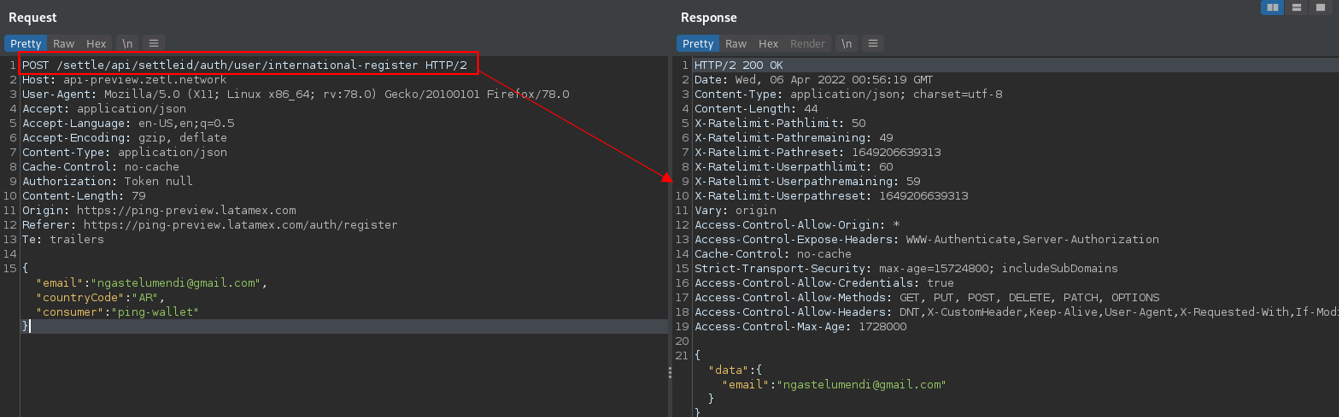 Request
Pretty Raw Hex \n
1 POST /settle/api/settleid/auth/user/international-register HTTP/2
2 Host: api-preview.zetl.network
3 User-Agent: Mozilla/5.0 (X11; Linux x86_64; rv:78.0) Gecko/20100101 Firefox/78.0
4 Accept: application/json
5 Accept-Language: en-US,en;q=0.5
6 Accept-Encoding: gzip, deflate
7 Content-Type: application/json
8 Cache-Control: no-cache
9 Authorization: Token null
10 Content-Length: 79
11 Origin: https://ping-preview.latamex.com
12 Referer: https://ping-preview.latamex.com/auth/register
13 Te: trailers
14
15 {
"email":"ngastelumendi@gmail.com",
"countryCode":"AR",
"consumer":"ping-wallet"
}
Response
Pretty Raw Hex Render \n
1 HTTP/2 200 OK
2 Date: Wed, 06 Apr 2022 00:56:19 GMT
3 Content-Type: application/json; charset=utf-8
4 Content-Length: 44
5 X-Ratelimit-Pathlimit: 50
6 X-Ratelimit-Pathremaining: 49
7 X-Ratelimit-Pathreset: 1649206639313
8 X-Ratelimit-Userpathlimit: 60
9 X-Ratelimit-Userpathremaining: 59
10 X-Ratelimit-Userpathreset: 1649206639313
11 Vary: origin
12 Access-Control-Allow-Origin: *
13 Access-Control-Expose-Headers: WWW-Authenticate,Server-Authorization
14 Cache-Control: no-cache
15 Strict-Transport-Security: max-age=15724800; includeSubDomains
16 Access-Control-Allow-Credentials: true
17 Access-Control-Allow-Methods: GET, PUT, POST, DELETE, PATCH, OPTIONS
18 Access-Control-Allow-Headers: DNT,X-CustomHeader,Keep-Alive,User-Agent,X-Requested-With,If-Modi
19 Access-Control-Max-Age: 1728000
20
21 {
"data":{
"email":"ngastelumendi@gmail.com"
}
}